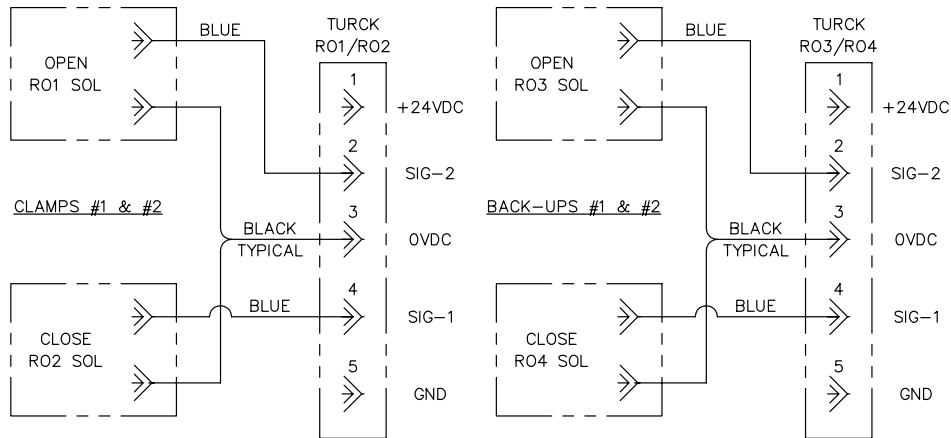 BLUE
TURCK
RO1/RO2
OPEN
RO1 SOL
1
+24VDC
2
SIG-2
CLAMPS #1 & #2
3
BLACK
TYPICAL
0VDC
4
BLUE
SIG-1
CLOSE
RO2 SOL
5
GND
BLUE
TURCK
RO3/RO4
OPEN
RO3 SOL
1
+24VDC
2
SIG-2
BACK-UPS #1 & #2
3
BLACK
TYPICAL
0VDC
4
BLUE
SIG-1
CLOSE
RO4 SOL
5
GND